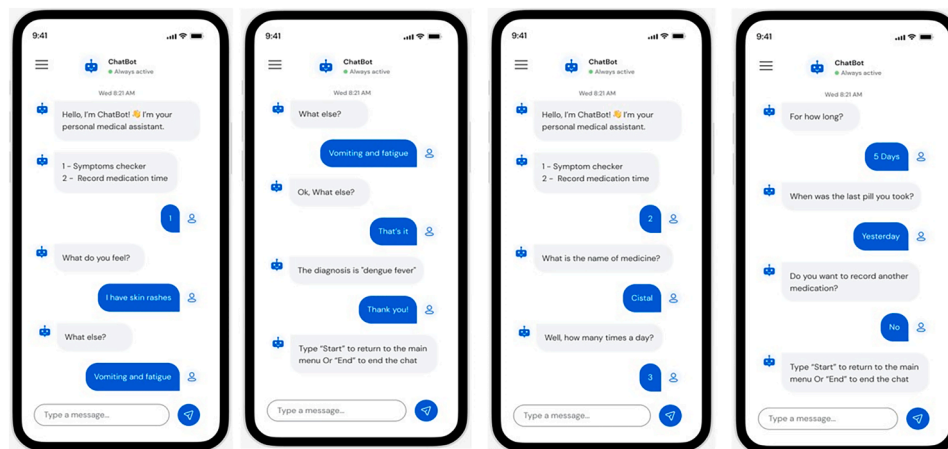 9:41
ChatBot
Always active
Wed 8:21 AM
Hello, I'm ChatBot! 👋 I'm your
personal medical assistant.
1 - Symptoms checker
2 - Record medication time
1
What do you feel?
I have skin rashes
What else?
Vomiting and fatigue
Type a message...
9:41
ChatBot
Always active
Wed 8:21 AM
What else?
Vomiting and fatigue
Ok, What else?
That's it
The diagnosis is "dengue fever"
Thank you!
Type "Start" to return to the main
menu Or "End" to end the chat
Type a message...
9:41
ChatBot
Always active
Wed 8:21 AM
Hello, I'm ChatBot! 👋 I'm your
personal medical assistant.
1 - Symptom checker
2 - Record medication time
2
What is the name of medicine?
Cistal
Well, how many times a day?
3
Type a message...
9:41
ChatBot
Always active
Wed 8:21 AM
For how long?
5 Days
When was the last pill you took?
Yesterday
Do you want to record another
medication?
No
Type "Start" to return to the main
menu Or "End" to end the chat
Type a message...